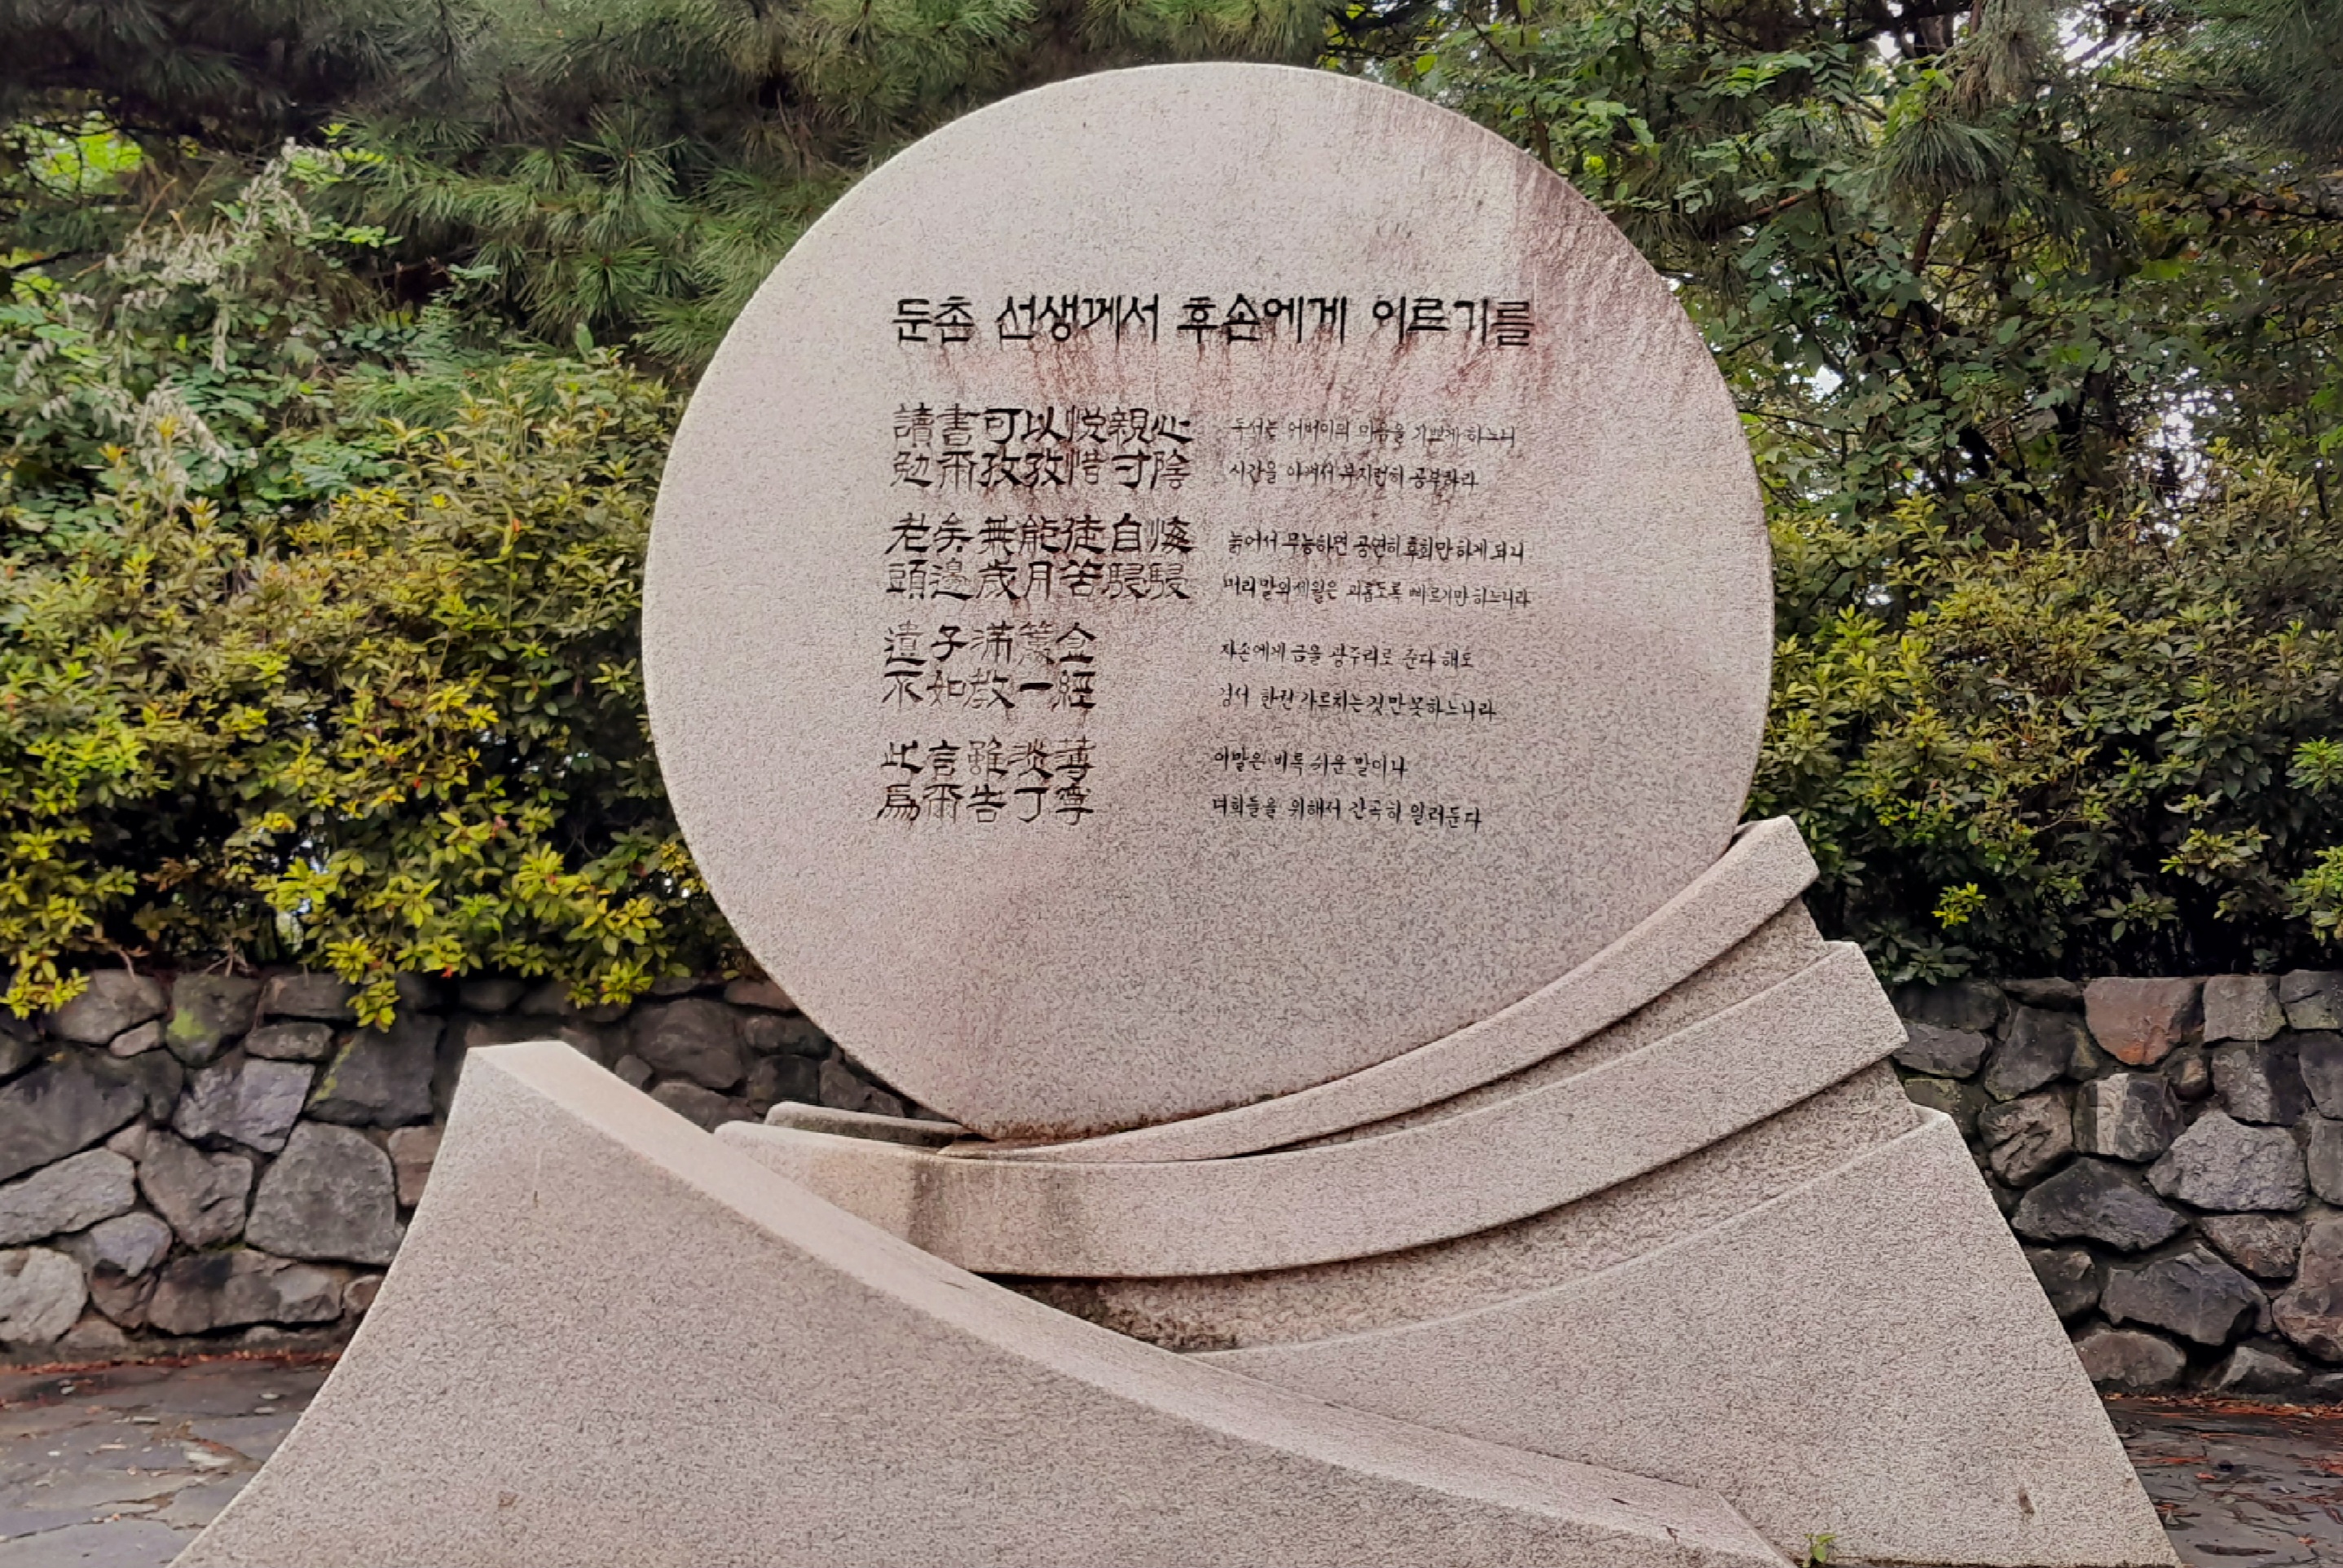 둔촌 선생께서 후손에게 이르기를
讀書可以悅親心 독서는 어버이의 마음을 기쁘게 하느니
勉爾孜孜惜寸陰 시간을 아껴서 부지런히 공부하라
老矣無能徒自悔 늙어서 무능하면 공연히 후회만 하게 되니
頭邊歲月苦駸駸 머리말의 세월은 괴롭도록 빠르기만 하느니라
遺子滿籯金 자손에게 금을 광주리로 준다 해도
不如敎一經 경서 한권 가르치는 것만 못하느니라
此言雖淡薄 이말은 비록 쉬운 말이나
爲爾告丁寧 너희들을 위해서 간곡히 일러둔다